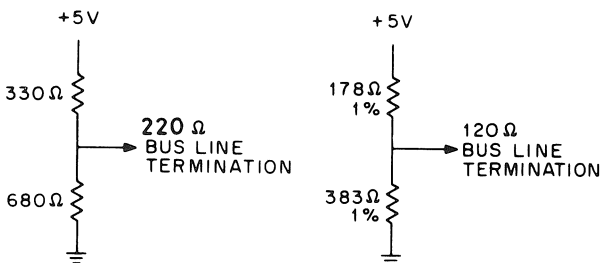 +5V
330Ω
220 Ω
BUS LINE
TERMINATION
680Ω
+5V
178Ω
1%
120Ω
BUS LINE
TERMINATION
383Ω
1%